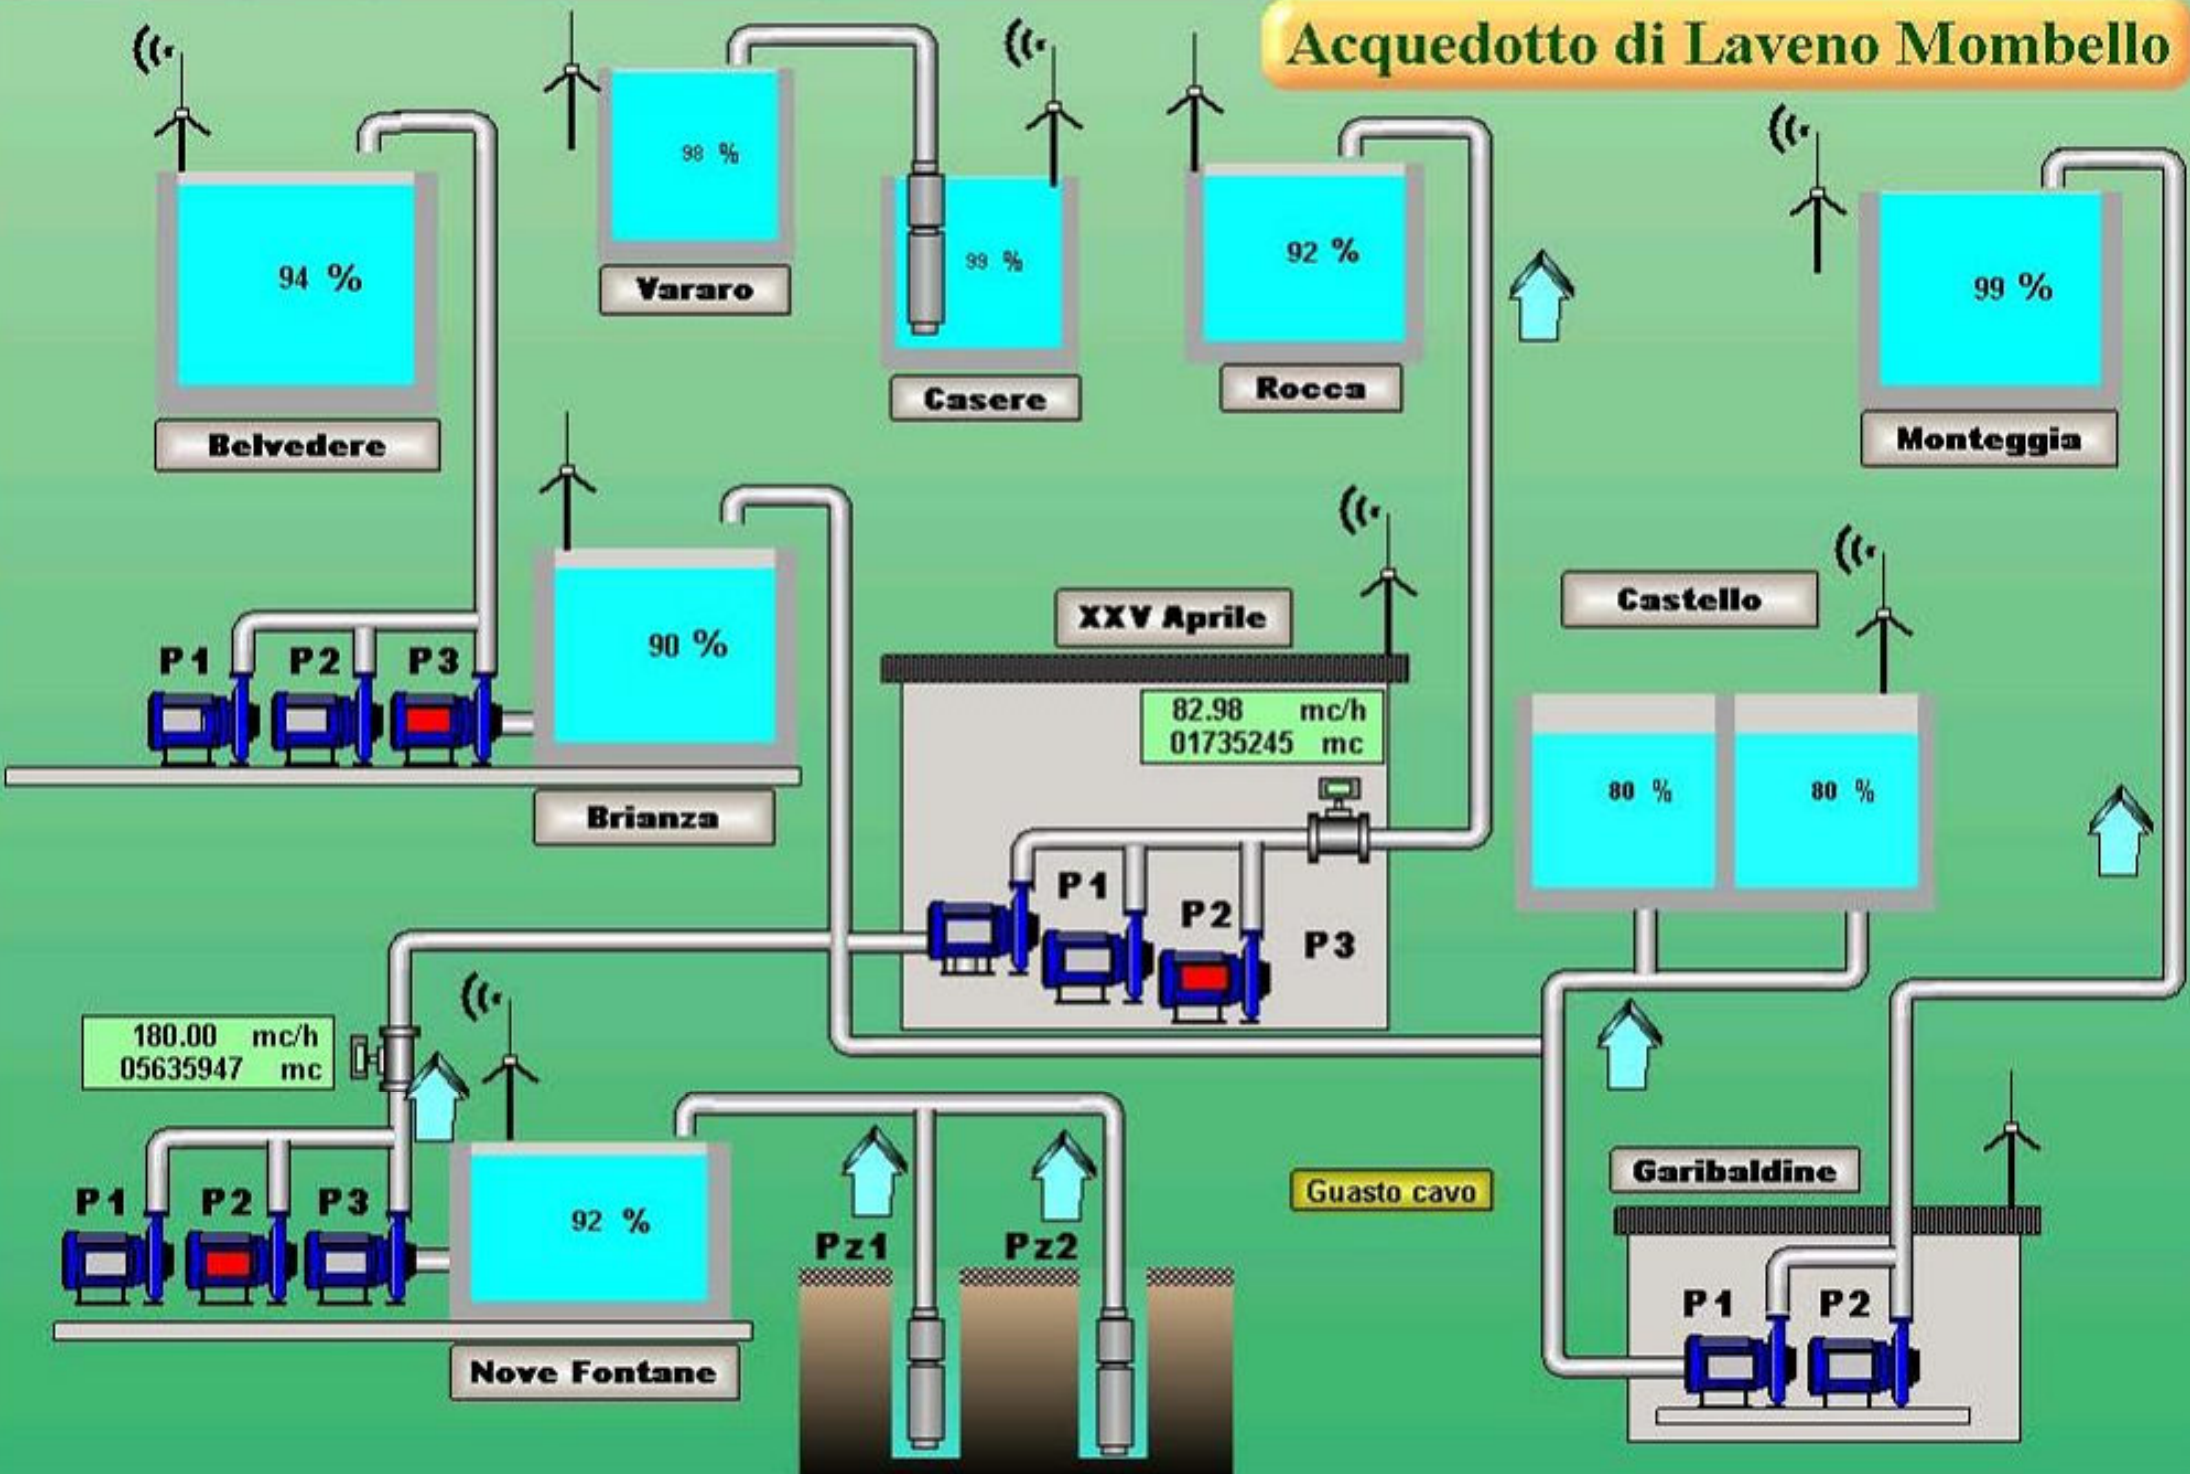 Acquedotto di Laveno Mombello
98 %
94 %
99 %
92 %
99 %
Vararo
Casere
Rocca
Belvedere
Monteggia
90 %
XXV Aprile
Castello
P1
P2
P3
82.98 mc/h
01735245 mc
80 %
80 %
Brianza
P1
P2
P3
180.00 mc/h
05635947 mc
Guasto cavo
Garibaldine
P1
P2
P3
92 %
Pz1
Pz2
P1
P2
Nove Fontane